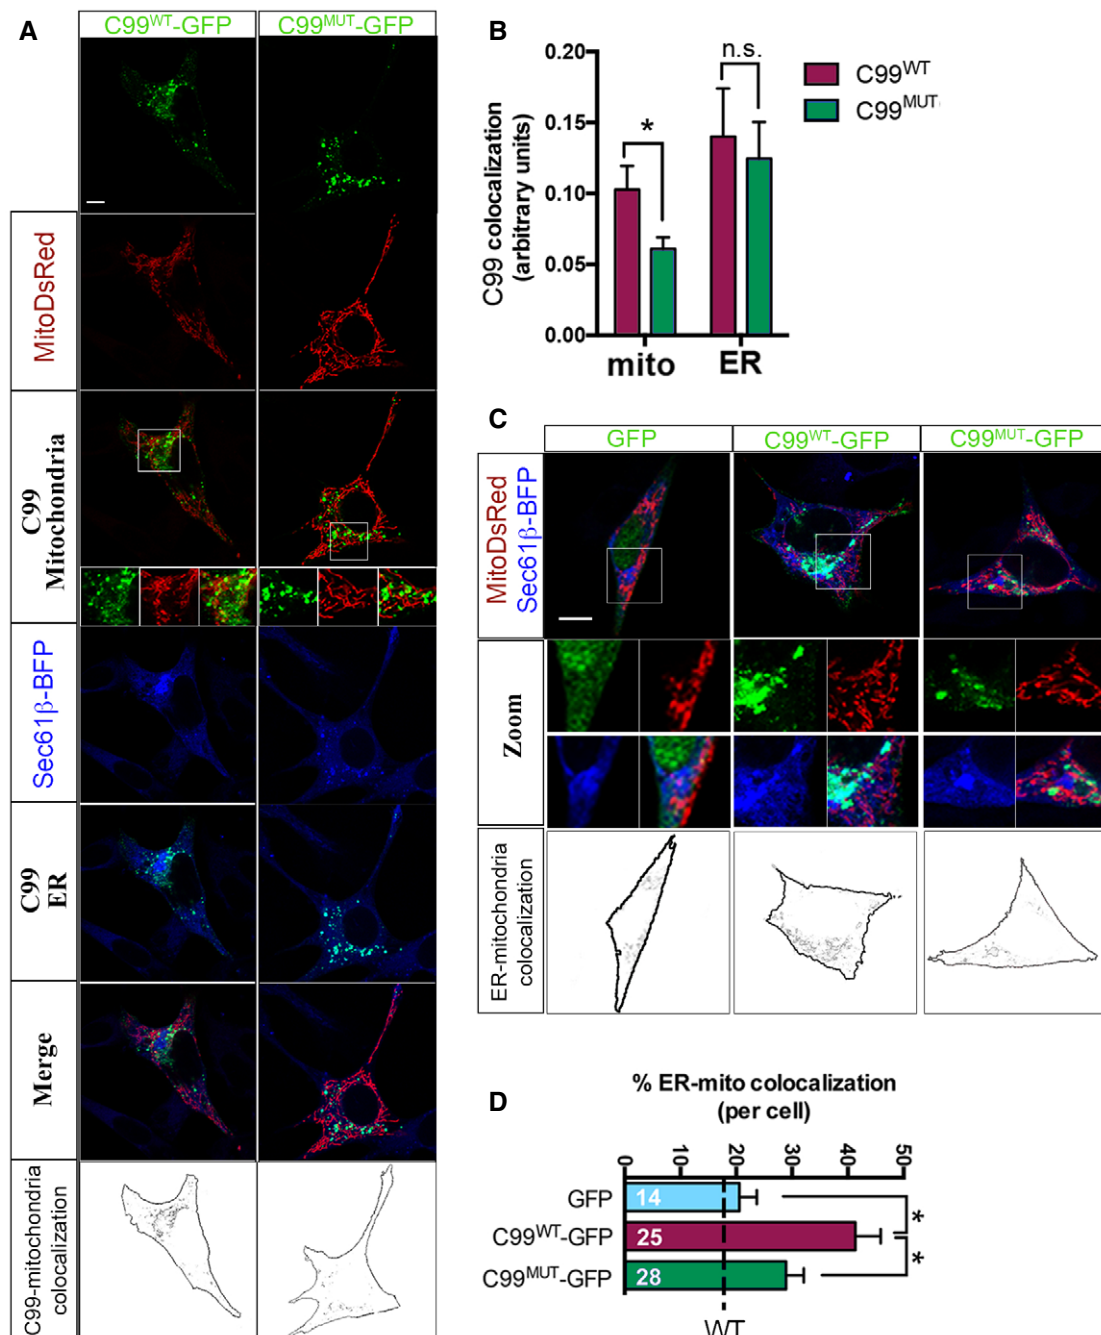 A
C99WT-GFP
C99MUT-GFP
MitoDsRed
C99
Mitochondria
Sec61β-BFP
C99
ER
Merge
C99-mitochondria
colocalization
B
C99 colocalization
(arbitrary units)
0.20
0.15
0.10
0.05
0.00
*
n.s.
mito
ER
C99WT
C99MUT
C
GFP
C99WT-GFP
C99MUT-GFP
MitoDsRed
Sec61β-BFP
Zoom
ER-mitochondria
colocalization
D
% ER-mito colocalization
(per cell)
0 10 20 30 40 50
GFP
14
C99WT-GFP
25
C99MUT-GFP
28
*
*
WT